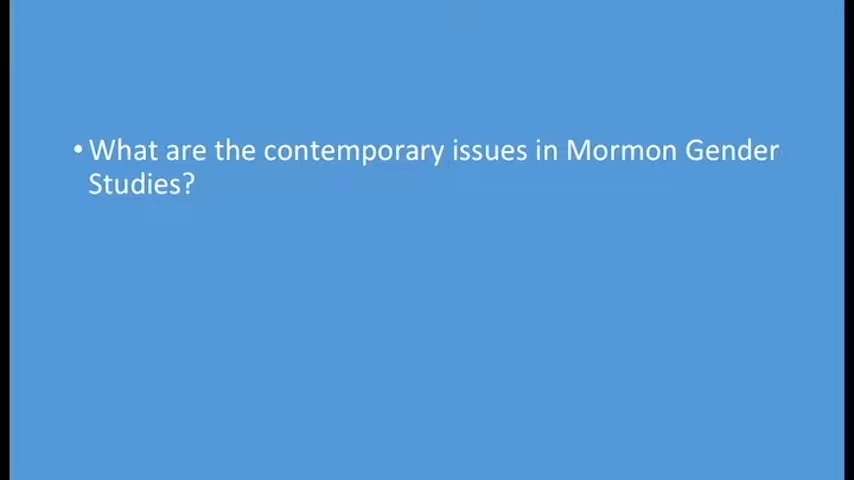 • What are the contemporary issues in Mormon Gender
Studies?